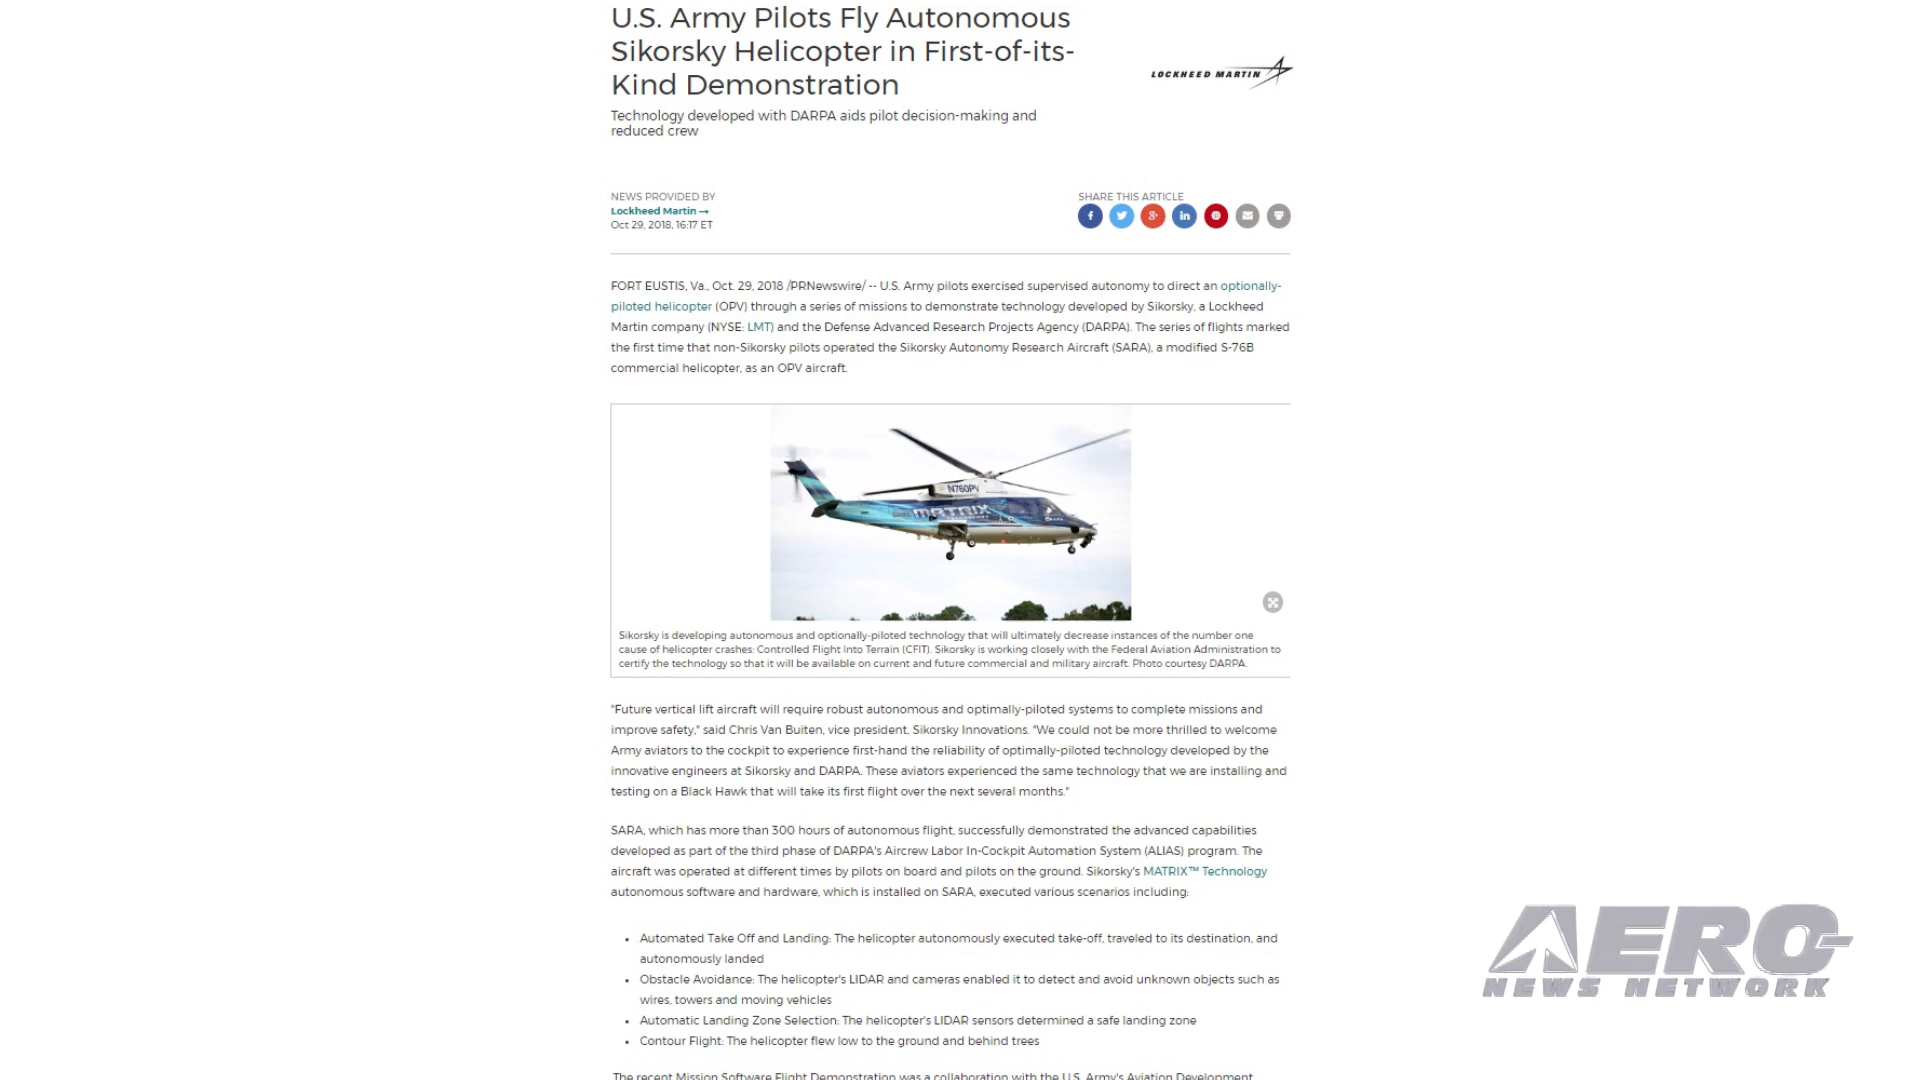 U.S. Army Pilots Fly Autonomous
Sikorsky Helicopter in First-of-its-
Kind Demonstration
LOCKHEED MARTIN
Technology developed with DARPA aids pilot decision-making and
reduced crew
NEWS PROVIDED BY
Lockheed Martin →
Oct 29, 2018, 16:17 ET
SHARE THIS ARTICLE
FORT EUSTIS, Va., Oct. 29, 2018 /PRNewswire/ -- U.S. Army pilots exercised supervised autonomy to direct an optionally-
piloted helicopter (OPV) through a series of missions to demonstrate technology developed by Sikorsky, a Lockheed
Martin company (NYSE: LMT) and the Defense Advanced Research Projects Agency (DARPA). The series of flights marked
the first time that non-Sikorsky pilots operated the Sikorsky Autonomy Research Aircraft (SARA), a modified S-76B
commercial helicopter, as an OPV aircraft.
N760PV
MATRIX
Sikorsky is developing autonomous and optionally-piloted technology that will ultimately decrease instances of the number one
cause of helicopter crashes: Controlled Flight Into Terrain (CFIT). Sikorsky is working closely with the Federal Aviation Administration to
certify the technology so that it will be available on current and future commercial and military aircraft. Photo courtesy DARPA.
"Future vertical lift aircraft will require robust autonomous and optimally-piloted systems to complete missions and
improve safety," said Chris Van Buiten, vice president, Sikorsky Innovations. "We could not be more thrilled to welcome
Army aviators to the cockpit to experience first-hand the reliability of optimally-piloted technology developed by the
innovative engineers at Sikorsky and DARPA. These aviators experienced the same technology that we are installing and
testing on a Black Hawk that will take its first flight over the next several months."
SARA, which has more than 300 hours of autonomous flight, successfully demonstrated the advanced capabilities
developed as part of the third phase of DARPA's Aircrew Labor In-Cockpit Automation System (ALIAS) program. The
aircraft was operated at different times by pilots on board and pilots on the ground. Sikorsky's MATRIX™ Technology
autonomous software and hardware, which is installed on SARA, executed various scenarios including:
• Automated Take Off and Landing: The helicopter autonomously executed take-off, traveled to its destination, and
autonomously landed
• Obstacle Avoidance: The helicopter's LIDAR and cameras enabled it to detect and avoid unknown objects such as
wires, towers and moving vehicles
• Automatic Landing Zone Selection: The helicopter's LIDAR sensors determined a safe landing zone
• Contour Flight: The helicopter flew low to the ground and behind trees
The recent Mission Software Flight Demonstration was a collaboration with the U.S. Army's Aviation Development
AERO-
NEWS NETWORK